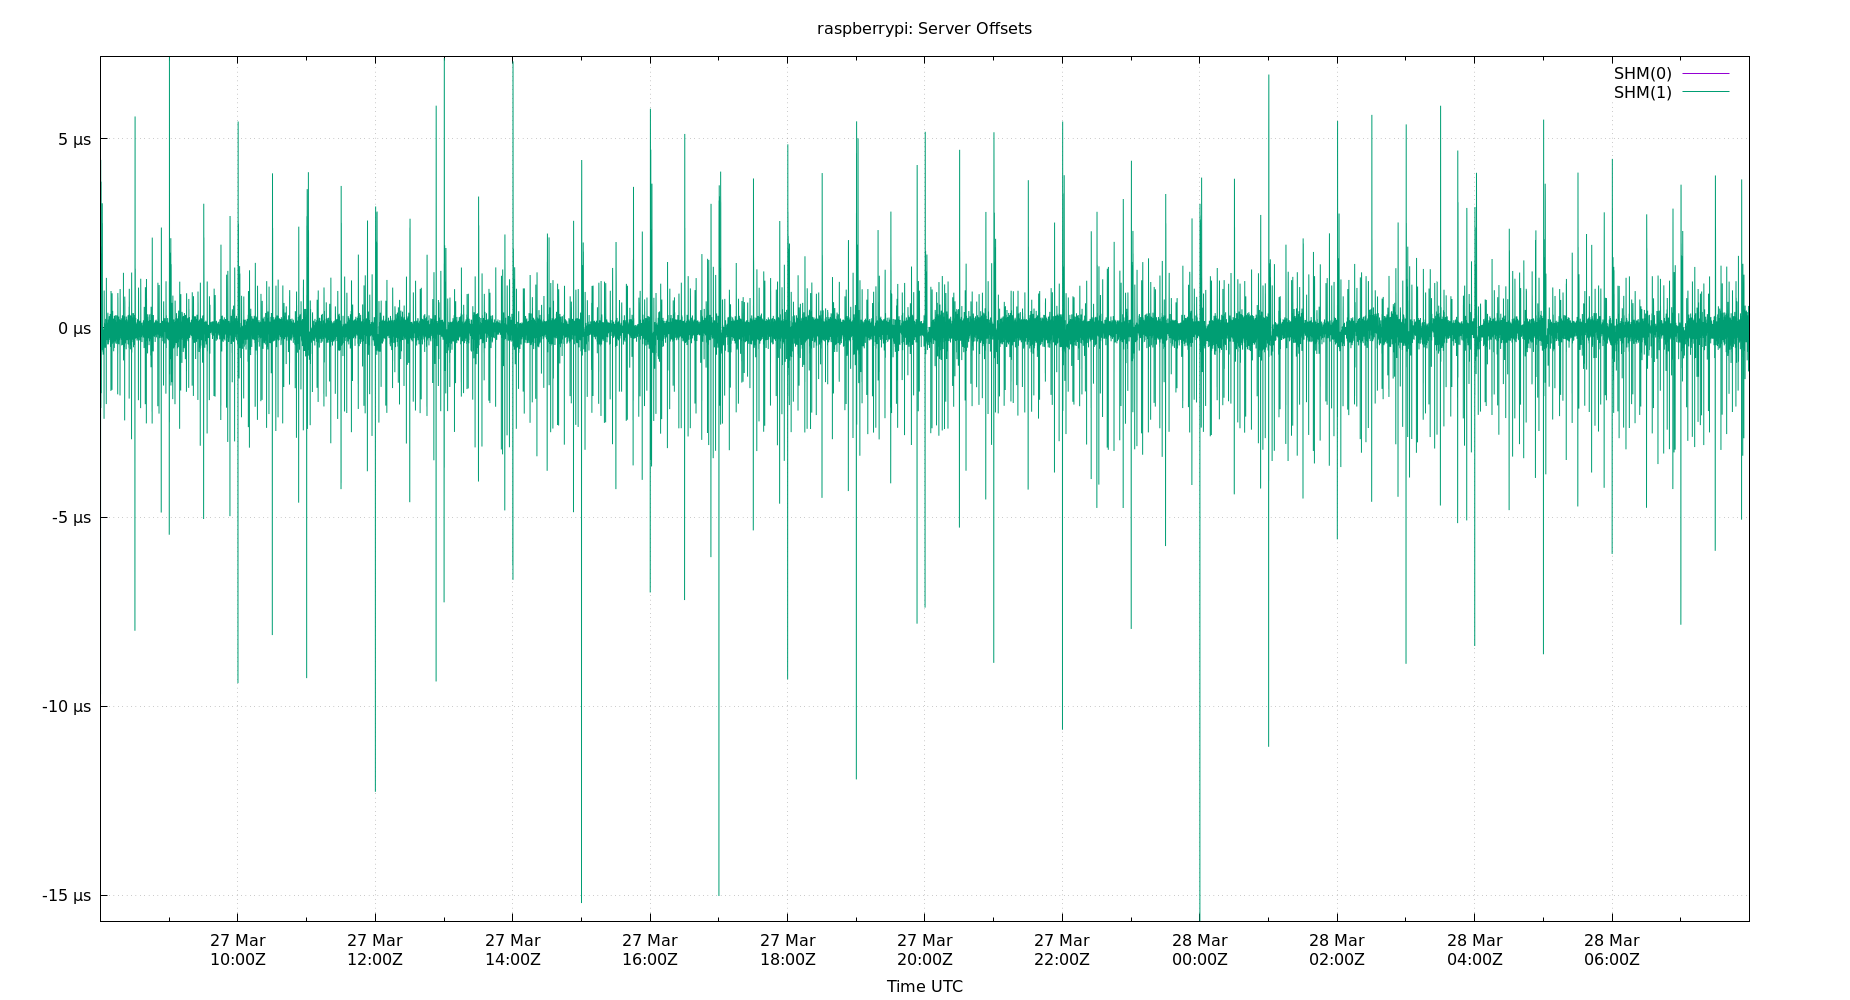 raspberrypi: Server Offsets
SHM(0)
SHM(1)
5 µs
0 µs
-5 µs
-10 µs
-15 µs
27 Mar 27 Mar 27 Mar 27 Mar 27 Mar 27 Mar 27 Mar 28 Mar 28 Mar 28 Mar 28 Mar
10:00Z 12:00Z 14:00Z 16:00Z 18:00Z 20:00Z 22:00Z 00:00Z 02:00Z 04:00Z 06:00Z
Time UTC